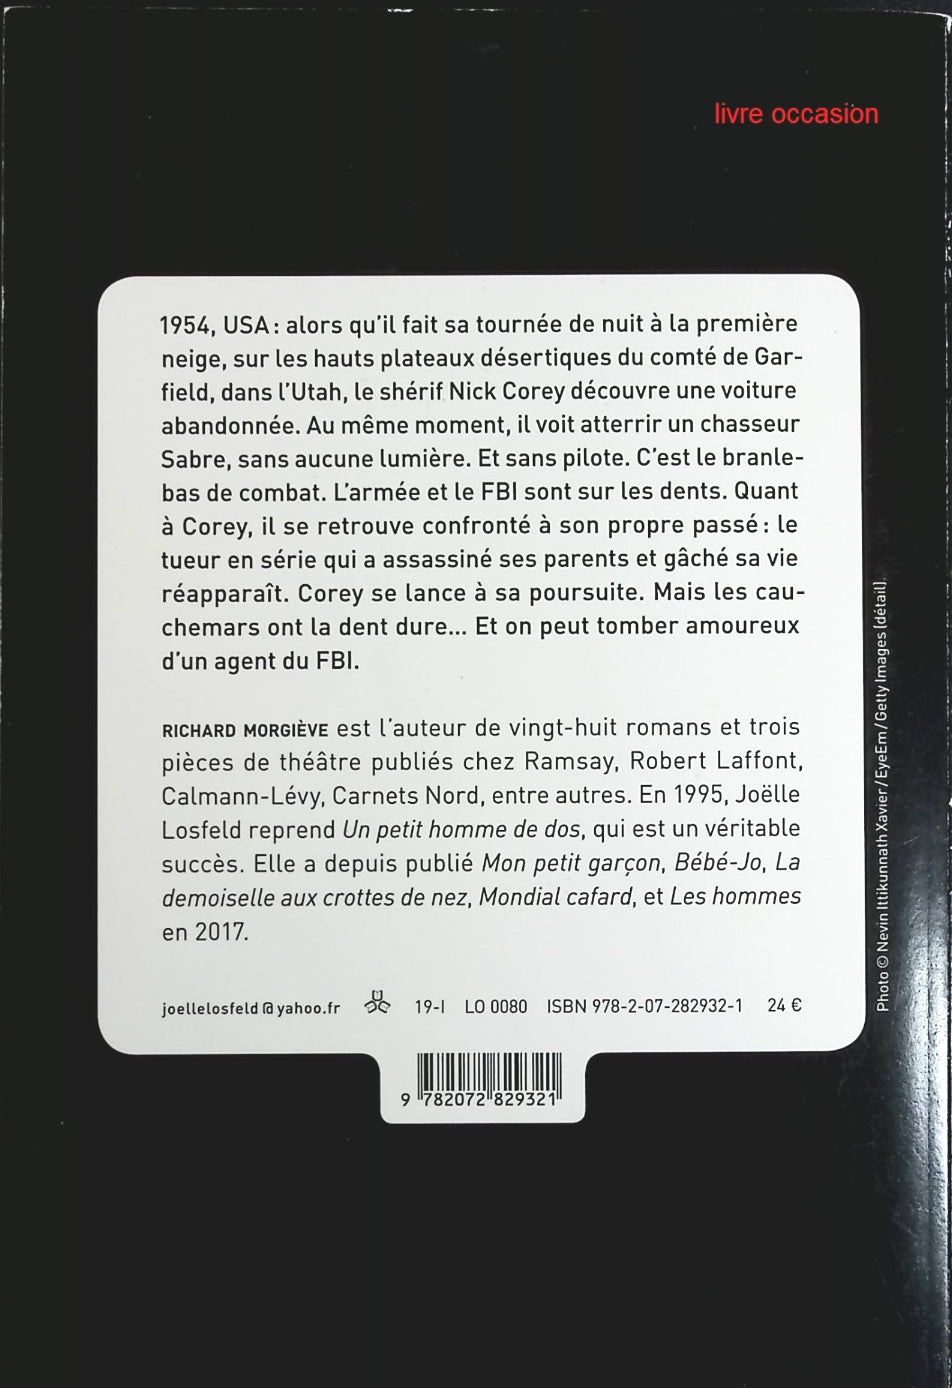 livre occasion
1954, USA : alors qu'il fait sa tournée de nuit à la première
neige, sur les hauts plateaux désertiques du comté de Gar-
field, dans l'Utah, le shérif Nick Corey découvre une voiture
abandonnée. Au même moment, il voit atterrir un chasseur
Sabre, sans aucune lumière. Et sans pilote. C'est le branle-
bas de combat. L'armée et le FBI sont sur les dents. Quant
à Corey, il se retrouve confronté à son propre passé : le
tueur en série qui a assassiné ses parents et gâché sa vie
réapparaît. Corey se lance à sa poursuite. Mais les cau-
chemars ont la dent dure... Et on peut tomber amoureux
d'un agent du FBI.
RICHARD MORGIÈVE est l'auteur de vingt-huit romans et trois
pièces de théâtre publiés chez Ramsay, Robert Laffont,
Calmann-Lévy, Carnets Nord, entre autres. En 1995, Joëlle
Losfeld reprend Un petit homme de dos, qui est un véritable
succès. Elle a depuis publié Mon petit garçon, Bébé-Jo, La
demoiselle aux crottes de nez, Mondial cafard, et Les hommes
en 2017.
joellelosfeld@yahoo.fr 19-I LO 0080 ISBN 978-2-07-282932-1 24 €
9 782072 829321
Photo © Nevin Ittikunnath Xavier / EyeEm / Getty Images (détail).